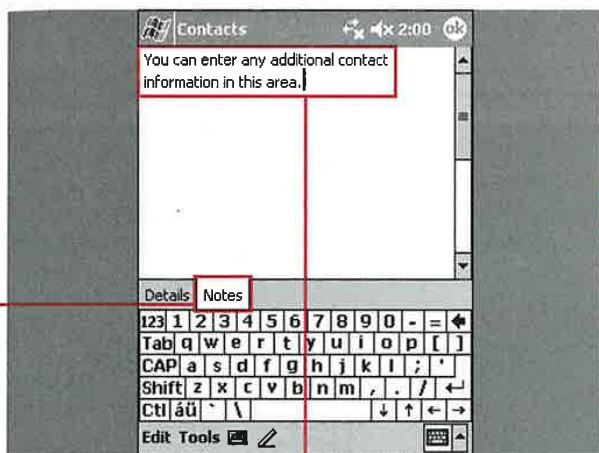 Contacts 2:00 ok
You can enter any additional contact
information in this area.
Details Notes
123 1 2 3 4 5 6 7 8 9 0 - =
Tab q w e r t y u i o p [ ]
CAP a s d f g h j k l ; '
Shift z x c v b n m , . /
Ctl áü ` \
Edit Tools